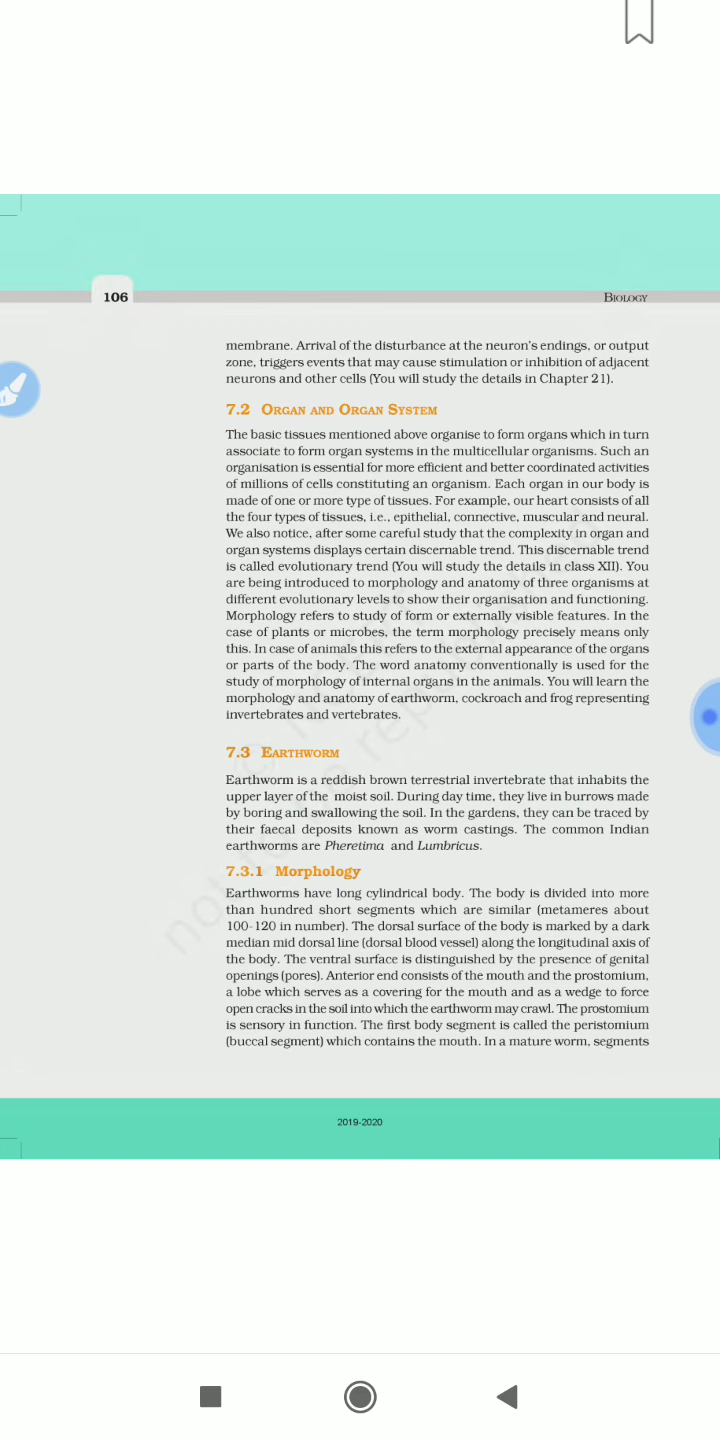 106
BIOLOGY
membrane. Arrival of the disturbance at the neuron's endings, or output
zone, triggers events that may cause stimulation or inhibition of adjacent
neurons and other cells (You will study the details in Chapter 21).
7.2 ORGAN AND ORGAN SYSTEM
The basic tissues mentioned above organise to form organs which in turn
associate to form organ systems in the multicellular organisms. Such an
organisation is essential for more efficient and better coordinated activities
of millions of cells constituting an organism. Each organ in our body is
made of one or more type of tissues. For example, our heart consists of all
the four types of tissues, i.e., epithelial, connective, muscular and neural.
We also notice, after some careful study that the complexity in organ and
organ systems displays certain discernable trend. This discernable trend
is called evolutionary trend (You will study the details in class XII). You
are being introduced to morphology and anatomy of three organisms at
different evolutionary levels to show their organisation and functioning.
Morphology refers to study of form or externally visible features. In the
case of plants or microbes, the term morphology precisely means only
this. In case of animals this refers to the external appearance of the organs
or parts of the body. The word anatomy conventionally is used for the
study of morphology of internal organs in the animals. You will learn the
morphology and anatomy of earthworm, cockroach and frog representing
invertebrates and vertebrates.
7.3 EARTHWORM
Earthworm is a reddish brown terrestrial invertebrate that inhabits the
upper layer of the moist soil. During day time, they live in burrows made
by boring and swallowing the soil. In the gardens, they can be traced by
their faecal deposits known as worm castings. The common Indian
earthworms are Pheretima and Lumbricus.
7.3.1 Morphology
Earthworms have long cylindrical body. The body is divided into more
than hundred short segments which are similar (metameres about
100-120 in number). The dorsal surface of the body is marked by a dark
median mid dorsal line (dorsal blood vessel) along the longitudinal axis of
the body. The ventral surface is distinguished by the presence of genital
openings (pores). Anterior end consists of the mouth and the prostomium,
a lobe which serves as a covering for the mouth and as a wedge to force
open cracks in the soil into which the earthworm may crawl. The prostomium
is sensory in function. The first body segment is called the peristomium
(buccal segment) which contains the mouth. In a mature worm, segments
2019-2020